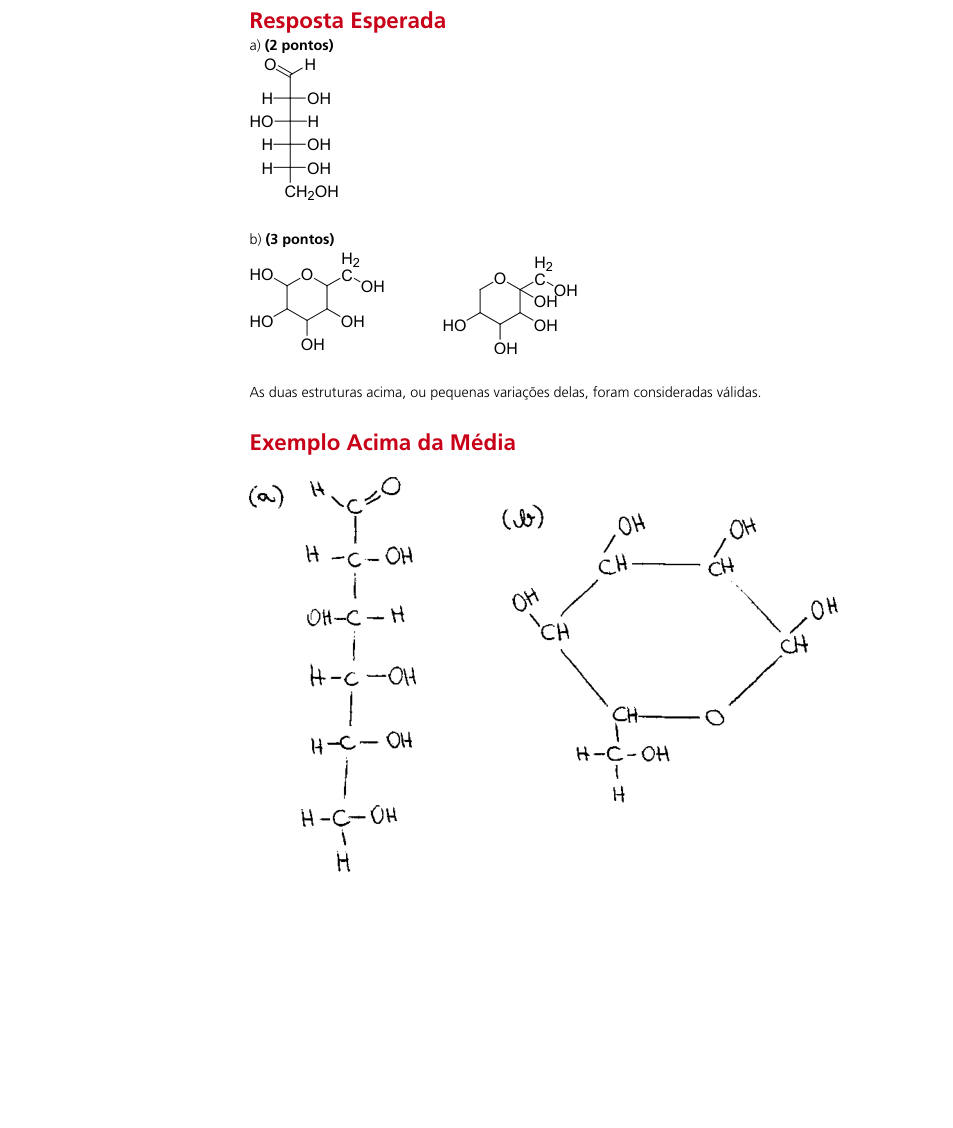 Resposta Esperada
a) (2 pontos)
O H
H OH
HO H
H OH
H OH
CH2OH
b) (3 pontos)
HO O H2 C OH
HO OH
OH
O H2 C OH
OH
HO OH
OH
As duas estruturas acima, ou pequenas variações delas, foram consideradas válidas.
Exemplo Acima da Média
(a) H C=O
H -C- OH
OH-C-H
H-C-OH
H-C-OH
H-C-OH
H
(b)
OH OH
CH CH
OH OH
CH CH
CH O
H-C-OH
H